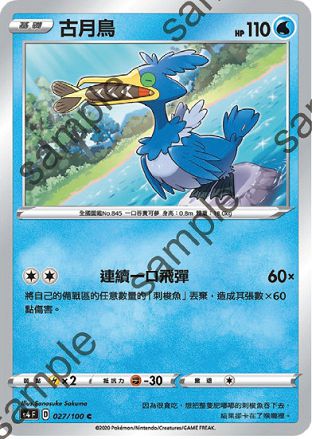 基礎 古月鳥 HP 110
sample
sample
全國圖鑑No.845 一口吞寶可夢 身高：0.8m 體重：18.0kg
連續一口飛彈 60×
將自己的備戰區的任意數量的「刺梭魚」丟棄，造成其張數×60
點傷害。
sample
sample
弱點 ×2 抵抗力 -30 撤退
Illus. Sanosuke Sakuma
s4 F D 027/100 C
sample
©2020 Pokémon/Nintendo/Creatures/GAME FREAK.